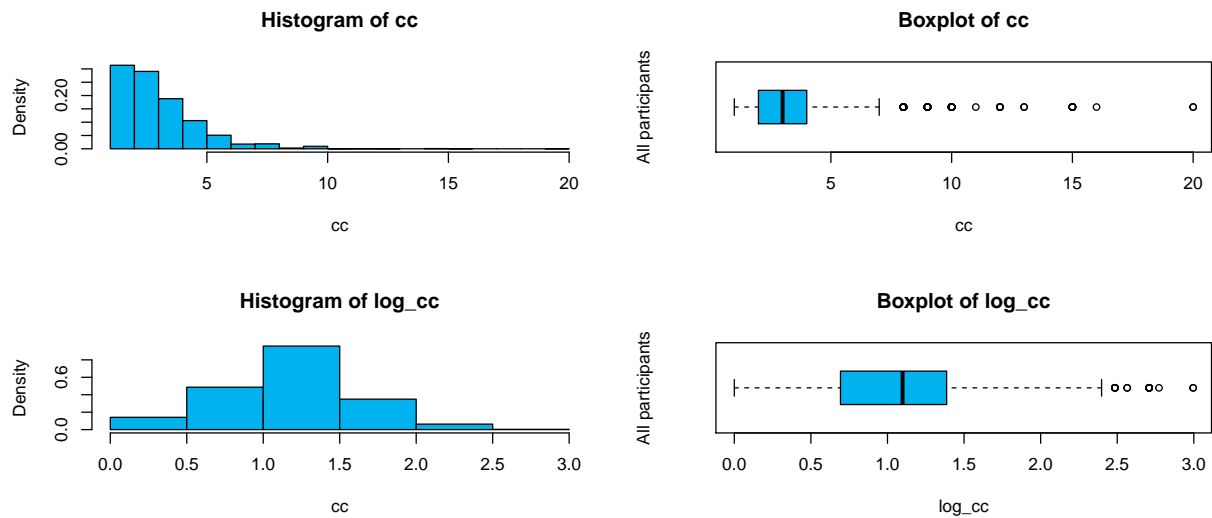 Histogram of cc
Density
0.00
0.20
5
10
15
20
cc
Boxplot of cc
All participants
5
10
15
20
cc
Histogram of log_cc
Density
0.0
0.6
0.0
0.5
1.0
1.5
2.0
2.5
3.0
cc
Boxplot of log_cc
All participants
0.0
0.5
1.0
1.5
2.0
2.5
3.0
log_cc